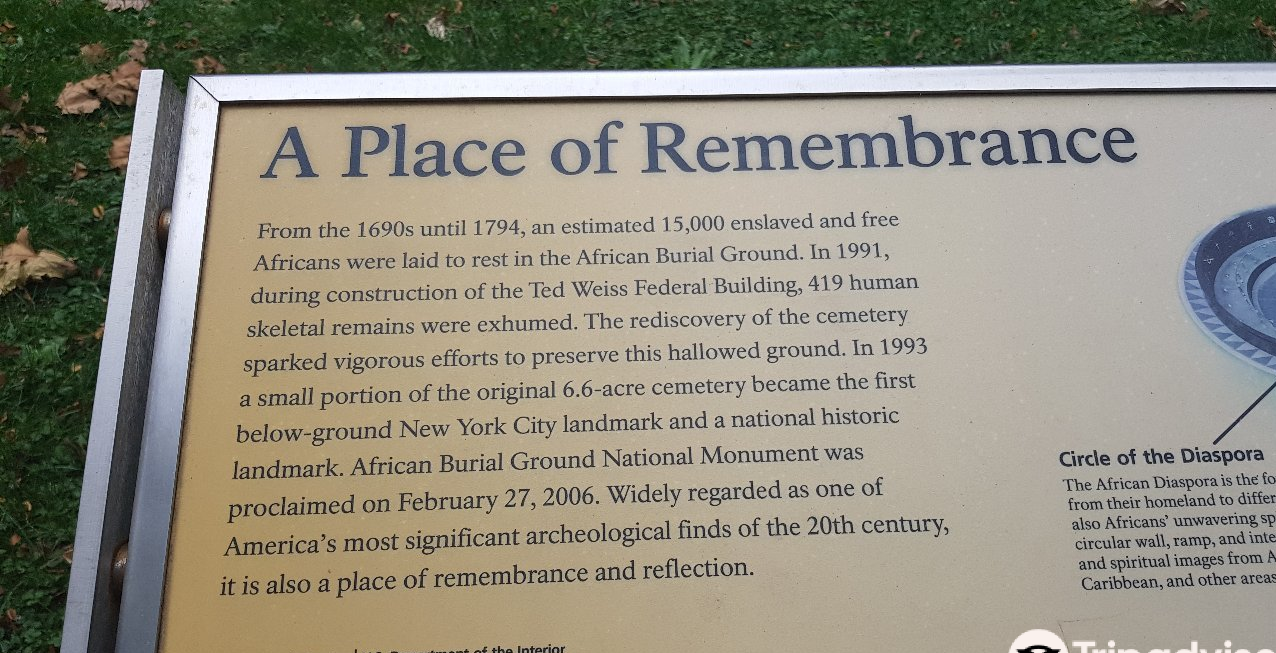 A Place of Remembrance
From the 1690s until 1794, an estimated 15,000 enslaved and free
Africans were laid to rest in the African Burial Ground. In 1991,
during construction of the Ted Weiss Federal Building, 419 human
skeletal remains were exhumed. The rediscovery of the cemetery
sparked vigorous efforts to preserve this hallowed ground. In 1993
a small portion of the original 6.6-acre cemetery became the first
below-ground New York City landmark and a national historic
landmark. African Burial Ground National Monument was
proclaimed on February 27, 2006. Widely regarded as one of
America's most significant archeological finds of the 20th century,
it is also a place of remembrance and reflection.
Circle of the Diaspora
The African Diaspora is the
from their homeland to
also Africans' unwavering
circular wall, ramp, and
and spiritual images from
Caribbean, and other areas
of the Interior